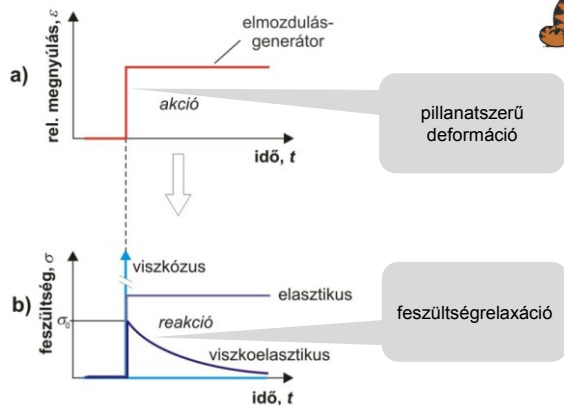 elmozdulás-
generátor
a)
rel. megnyúlás, ε
akció
idő, t
pillanatszerű
deformáció
viszkózus
b)
feszültség, σ
σ₀
elasztikus
reakció
viszkoelasztikus
idő, t
feszültségrelaxáció